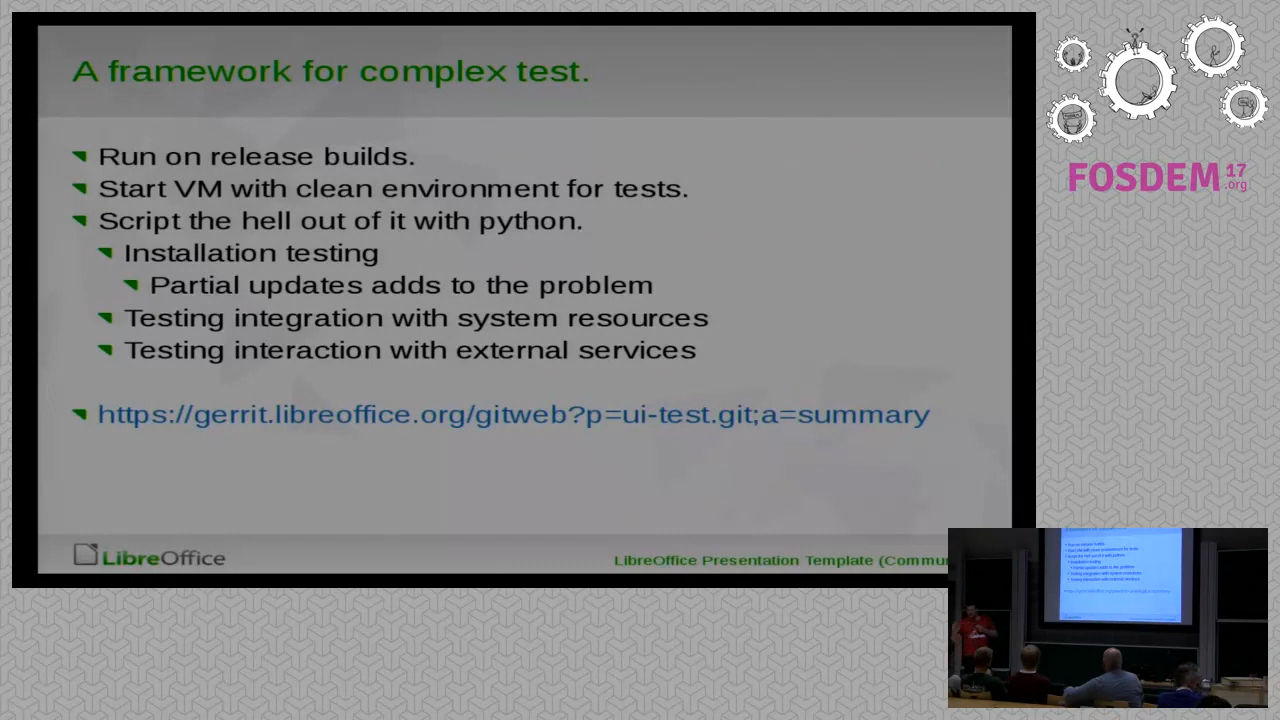 A framework for complex test.
Run on release builds.
Start VM with clean environment for tests.
Script the hell out of it with python.
Installation testing
Partial updates adds to the problem
Testing integration with system resources
Testing interaction with external services
https://gerrit.libreoffice.org/gitweb?p=ui-test.git;a=summary
LibreOffice
LibreOffice Presentation Template (Commu
FOSDEM 17
.org